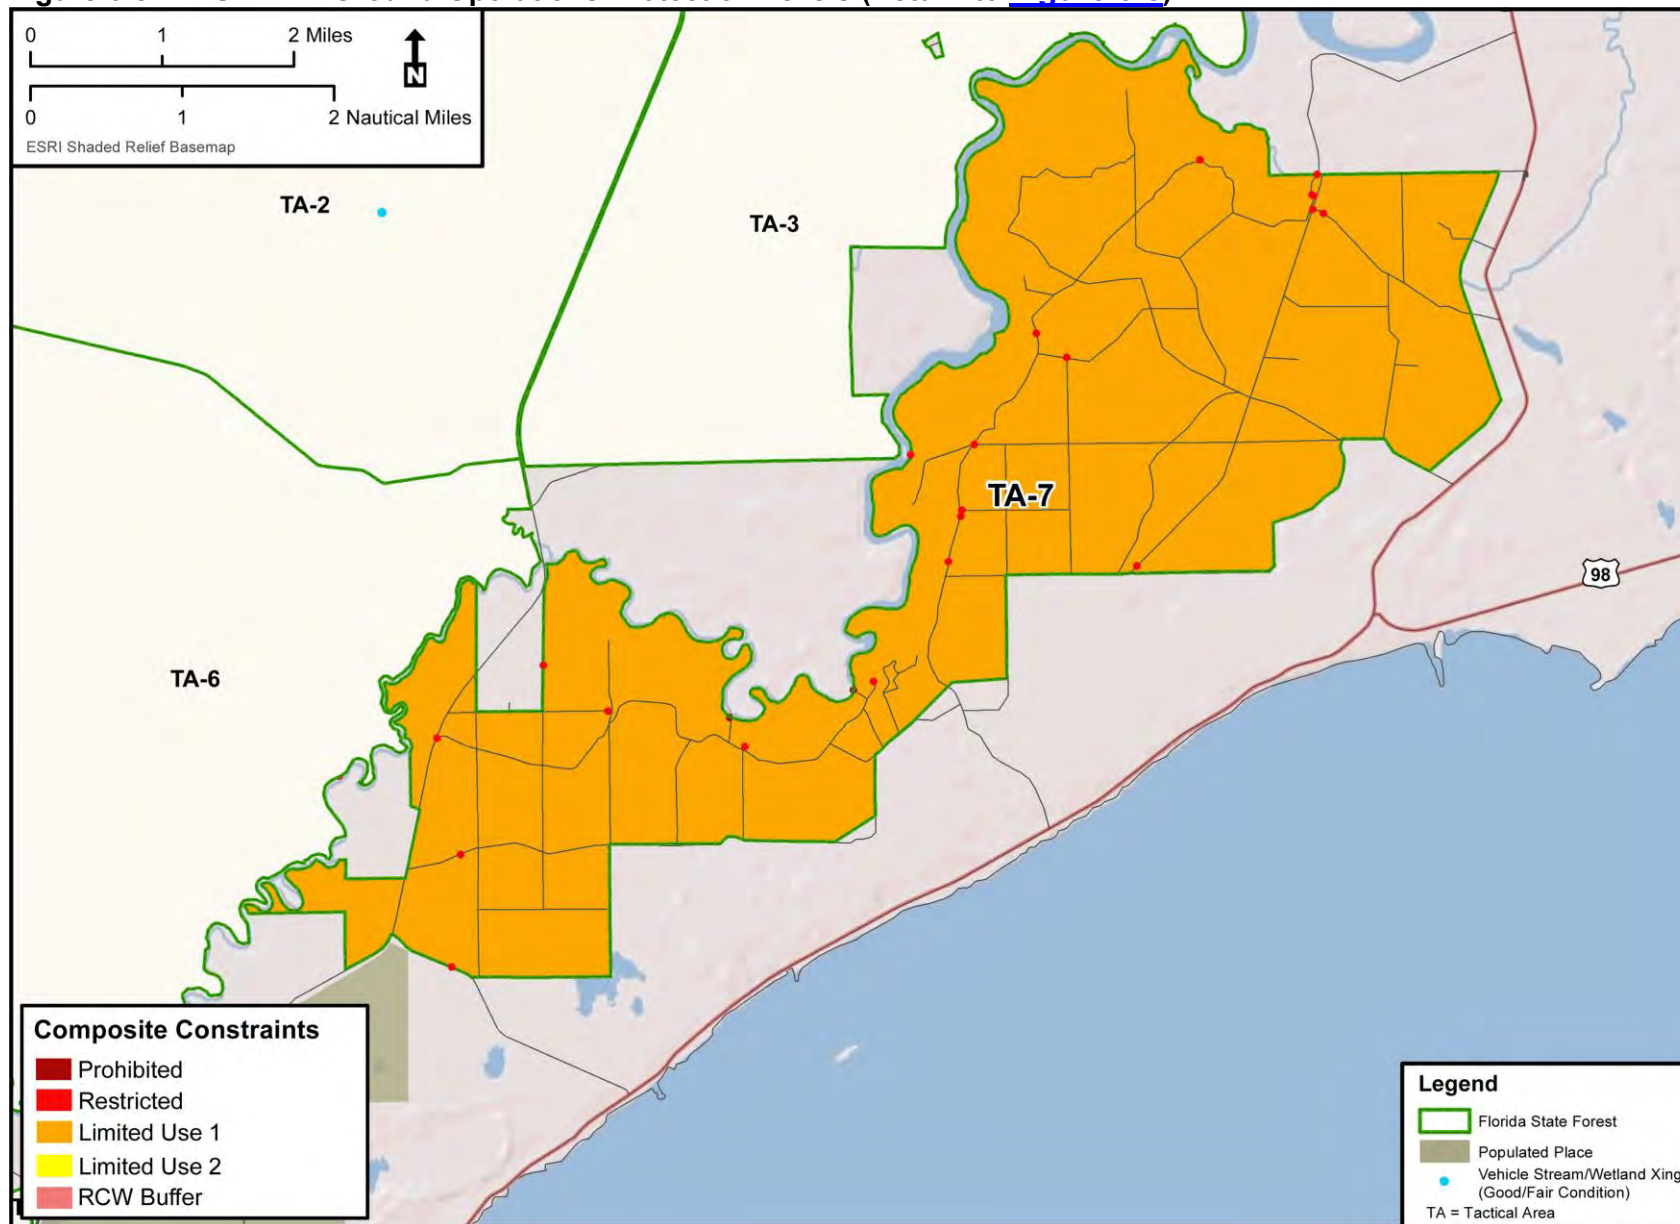 0 1 2 Miles
N
0 1 2 Nautical Miles
ESRI Shaded Relief Basemap
TA-2
TA-3
TA-7
98
TA-6
Composite Constraints
Prohibited
Restricted
Limited Use 1
Limited Use 2
RCW Buffer
Legend
Florida State Forest
Populated Place
Vehicle Stream/Wetland Xing
(Good/Fair Condition)
TA = Tactical Area